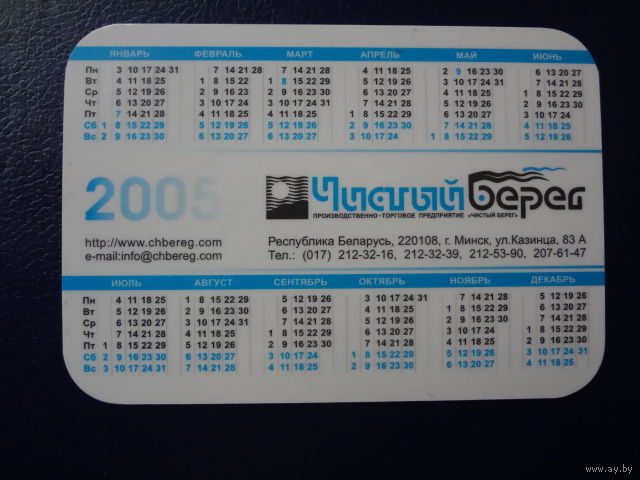 ЯНВАРЬ ФЕВРАЛЬ МАРТ АПРЕЛЬ МАЙ ИЮНЬ
Пн 3 10 17 24 31 7 14 21 28 7 14 21 28 4 11 18 25 2 9 16 23 30 6 13 20 27
Вт 4 11 18 25 1 8 15 22 1 8 15 22 29 5 12 19 26 3 10 17 24 31 7 14 21 28
Ср 5 12 19 26 2 9 16 23 2 9 16 23 30 6 13 20 27 4 11 18 25 1 8 15 22 29
Чт 6 13 20 27 3 10 17 24 3 10 17 24 31 7 14 21 28 5 12 19 26 2 9 16 23 30
Пт 7 14 21 28 4 11 18 25 4 11 18 25 1 8 15 22 29 6 13 20 27 3 10 17 24
Сб 1 8 15 22 29 5 12 19 26 5 12 19 26 2 9 16 23 30 7 14 21 28 4 11 18 25
Вс 2 9 16 23 30 6 13 20 27 6 13 20 27 3 10 17 24 1 8 15 22 29 5 12 19 26
2005
Чистый берег
ПРОИЗВОДСТВЕННО-ТОРГОВОЕ ПРЕДПРИЯТИЕ «ЧИСТЫЙ БЕРЕГ»
http://www.chbereg.com Республика Беларусь, 220108, г. Минск, ул.Казинца, 83 А
e-mail:info@chbereg.com Тел.: (017) 212-32-16, 212-32-39, 212-53-90, 207-61-47
ИЮЛЬ АВГУСТ СЕНТЯБРЬ ОКТЯБРЬ НОЯБРЬ ДЕКАБРЬ
Пн 4 11 18 25 1 8 15 22 29 5 12 19 26 3 10 17 24 31 7 14 21 28 5 12 19 26
Вт 5 12 19 26 2 9 16 23 30 6 13 20 27 4 11 18 25 1 8 15 22 29 6 13 20 27
Ср 6 13 20 27 3 10 17 24 31 7 14 21 28 5 12 19 26 2 9 16 23 30 7 14 21 28
Чт 7 14 21 28 4 11 18 25 1 8 15 22 29 6 13 20 27 3 10 17 24 1 8 15 22 29
Пт 1 8 15 22 29 5 12 19 26 2 9 16 23 30 7 14 21 28 4 11 18 25 2 9 16 23 30
Сб 2 9 16 23 30 6 13 20 27 3 10 17 24 1 8 15 22 29 5 12 19 26 3 10 17 24 31
Вс 3 10 17 24 31 7 14 21 28 4 11 18 25 2 9 16 23 30 6 13 20 27 4 11 18 25
www.ay.by